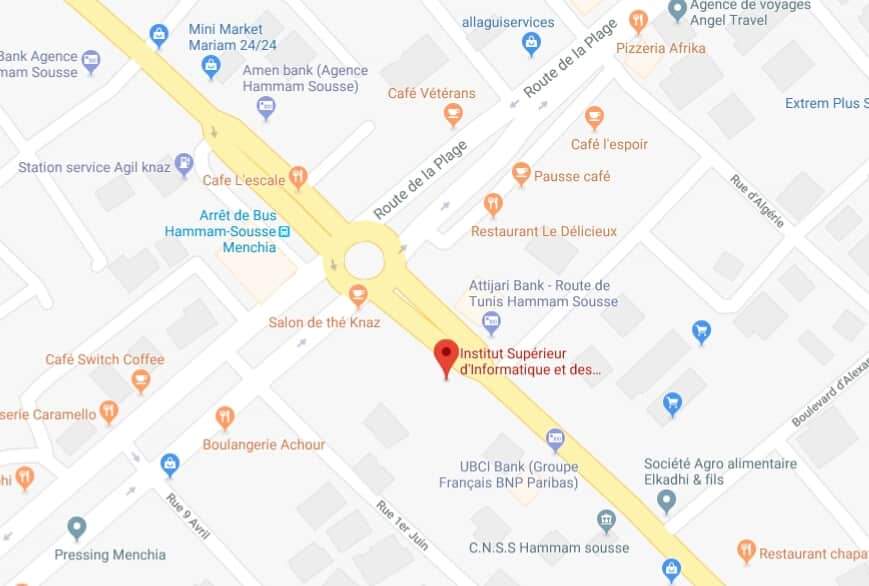 Agence de voyages
Angel Travel
allaguiservices
Mini Market
Mariam 24/24
Pizzeria Afrika
Route de la Plage
Bank Agence
mam Sousse
Amen bank (Agence
Hammam Sousse)
Café Vétérans
Extrem Plus S
Café l'espoir
Station service Agil knaz
Cafe L'escale
Pausse café
Route de la Plage
Rue d'Algérie
Arrêt de Bus
Hammam-Sousse
Menchia
Restaurant Le Délicieux
Attijari Bank - Route de
Tunis Hammam Sousse
Salon de thé Knaz
Institut Supérieur
d'Informatique et des...
Café Switch Coffee
Boulevard d'Alexa
serie Caramello
Boulangerie Achour
UBCI Bank (Groupe
Français BNP Paribas)
Société Agro alimentaire
Elkadhi & fils
hi
Rue 9 Avril
Rue 1er Juin
Pressing Menchia
C.N.S.S Hammam sousse
Restaurant chapa